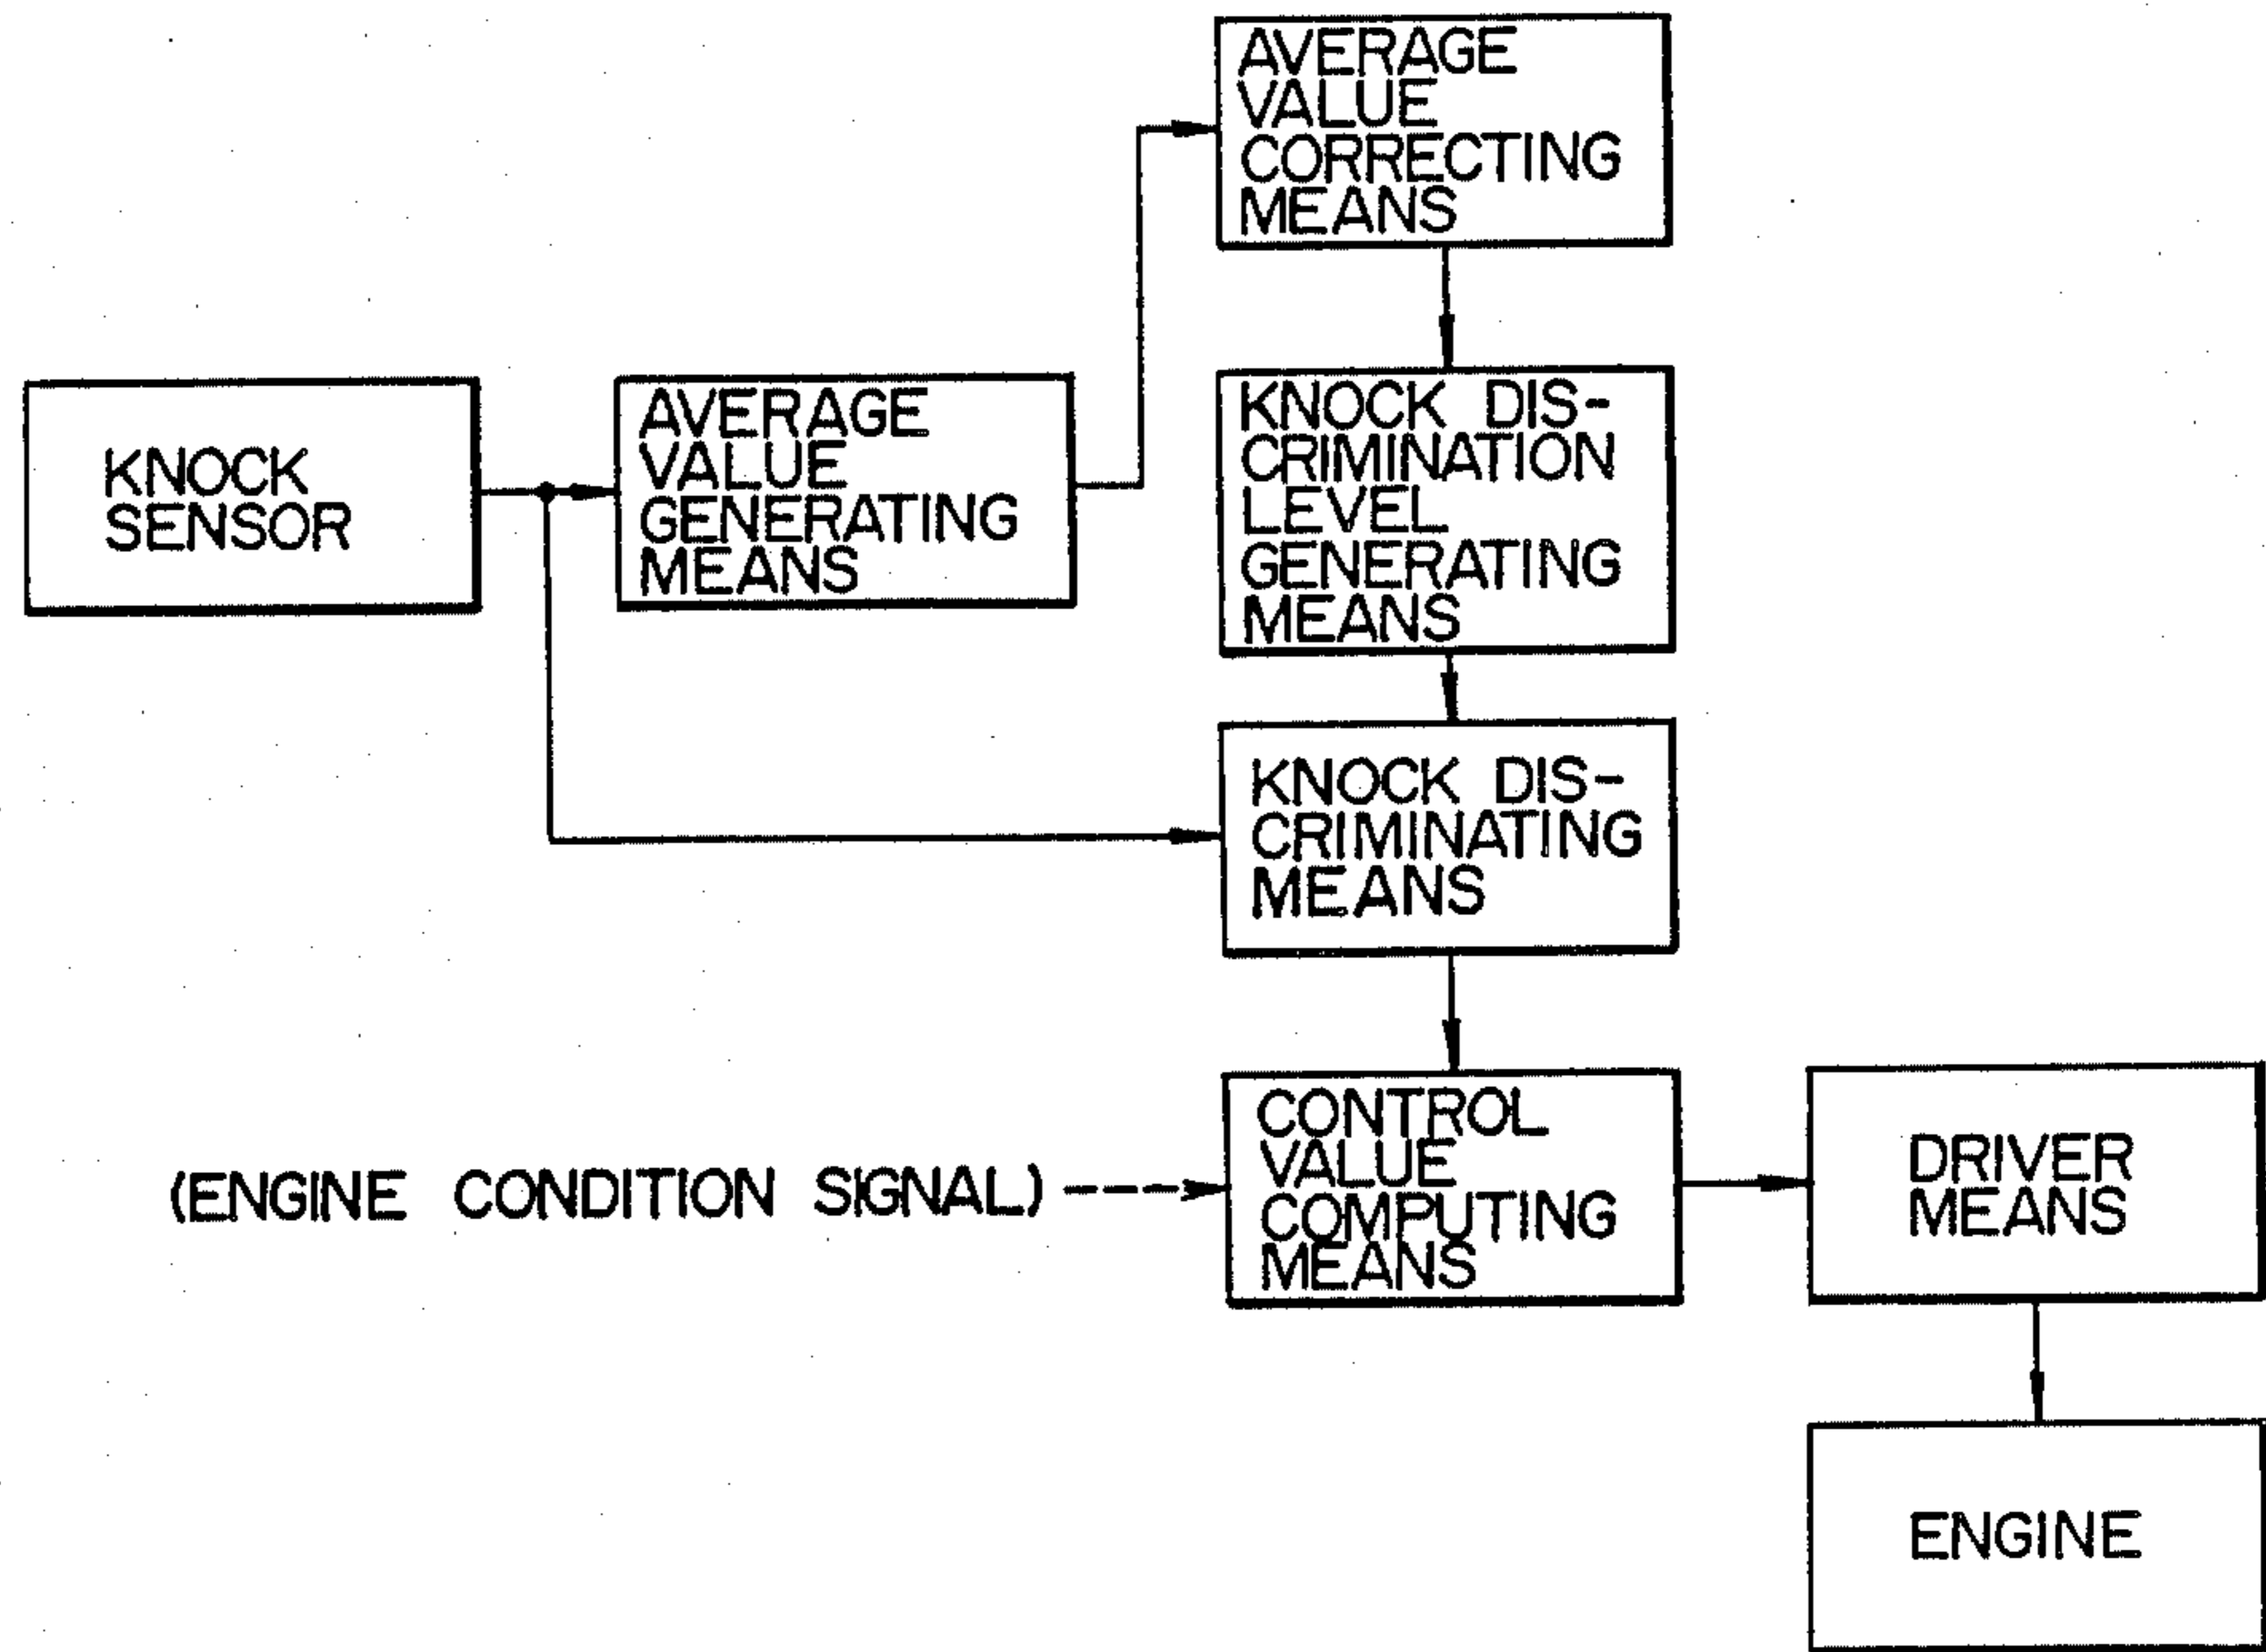 AVERAGE
VALUE
CORRECTING
MEANS
KNOCK
SENSOR
AVERAGE
VALUE
GENERATING
MEANS
KNOCK DIS-
CRIMINATION
LEVEL
GENERATING
MEANS
KNOCK DIS-
CRIMINATING
MEANS
(ENGINE CONDITION SIGNAL)
CONTROL
VALUE
COMPUTING
MEANS
DRIVER
MEANS
ENGINE